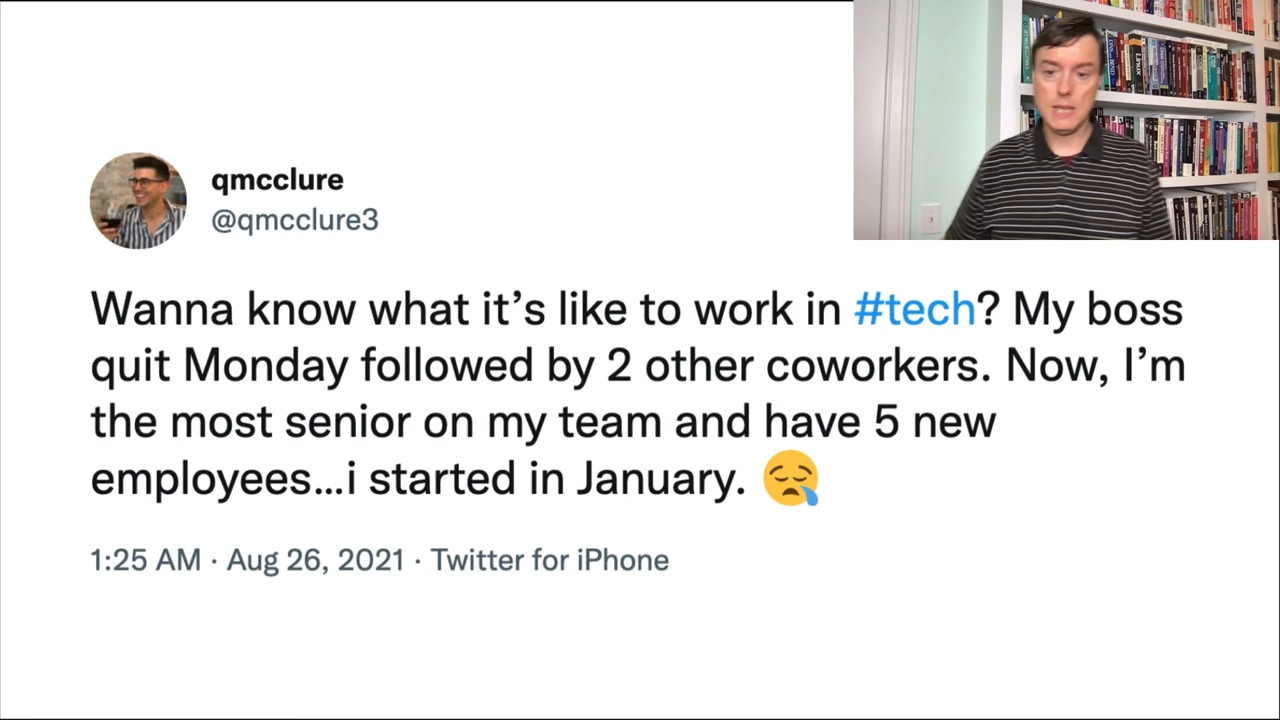 qmcclure
@qmcclure3
Wanna know what it’s like to work in #tech? My boss
quit Monday followed by 2 other coworkers. Now, I’m
the most senior on my team and have 5 new
employees...i started in January. 😪
1:25 AM · Aug 26, 2021 · Twitter for iPhone
Linux